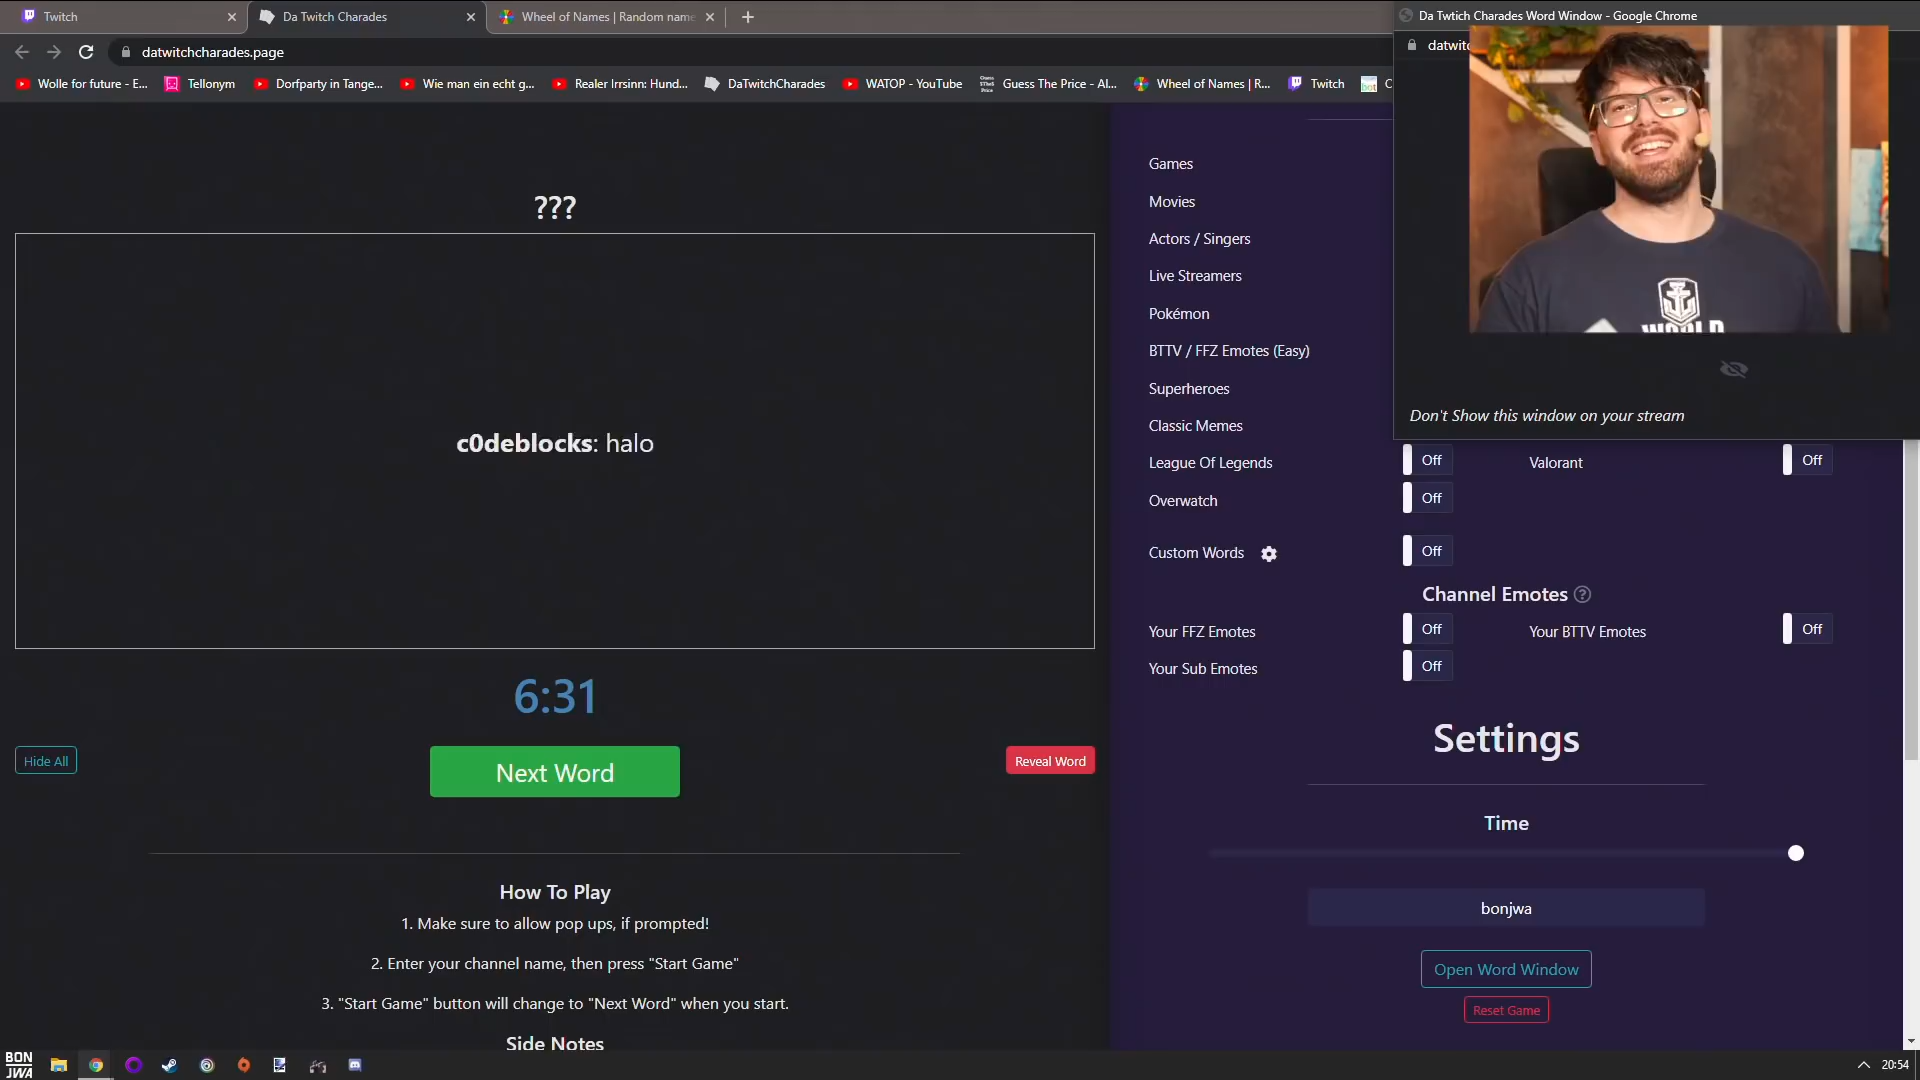 Twitch
Da Twitch Charades
Wheel of Names | Random name
Da Twtich Charades Word Window - Google Chrome
datwitchcharades.page
datwitc
Wolle for future - E...
Tellonym
Dorfparty in Tange...
Wie man ein echt g...
Realer Irrsinn: Hund...
DaTwitchCharades
WATOP - YouTube
Guess The Price - Al...
Wheel of Names | R...
Twitch
C
???
c0deblocks: halo
6:31
Hide All
Next Word
Reveal Word
How To Play
1. Make sure to allow pop ups, if prompted!
2. Enter your channel name, then press "Start Game"
3. "Start Game" button will change to "Next Word" when you start.
Side Notes
Games
Movies
Actors / Singers
Live Streamers
Pokémon
BTTV / FFZ Emotes (Easy)
Superheroes
Classic Memes
WORLD
Don't Show this window on your stream
League Of Legends Off Valorant Off
Overwatch Off
Custom Words Off
Channel Emotes
Your FFZ Emotes Off Your BTTV Emotes Off
Your Sub Emotes Off
Settings
Time
bonjwa
Open Word Window
Reset Game
BON
JWA
20:54